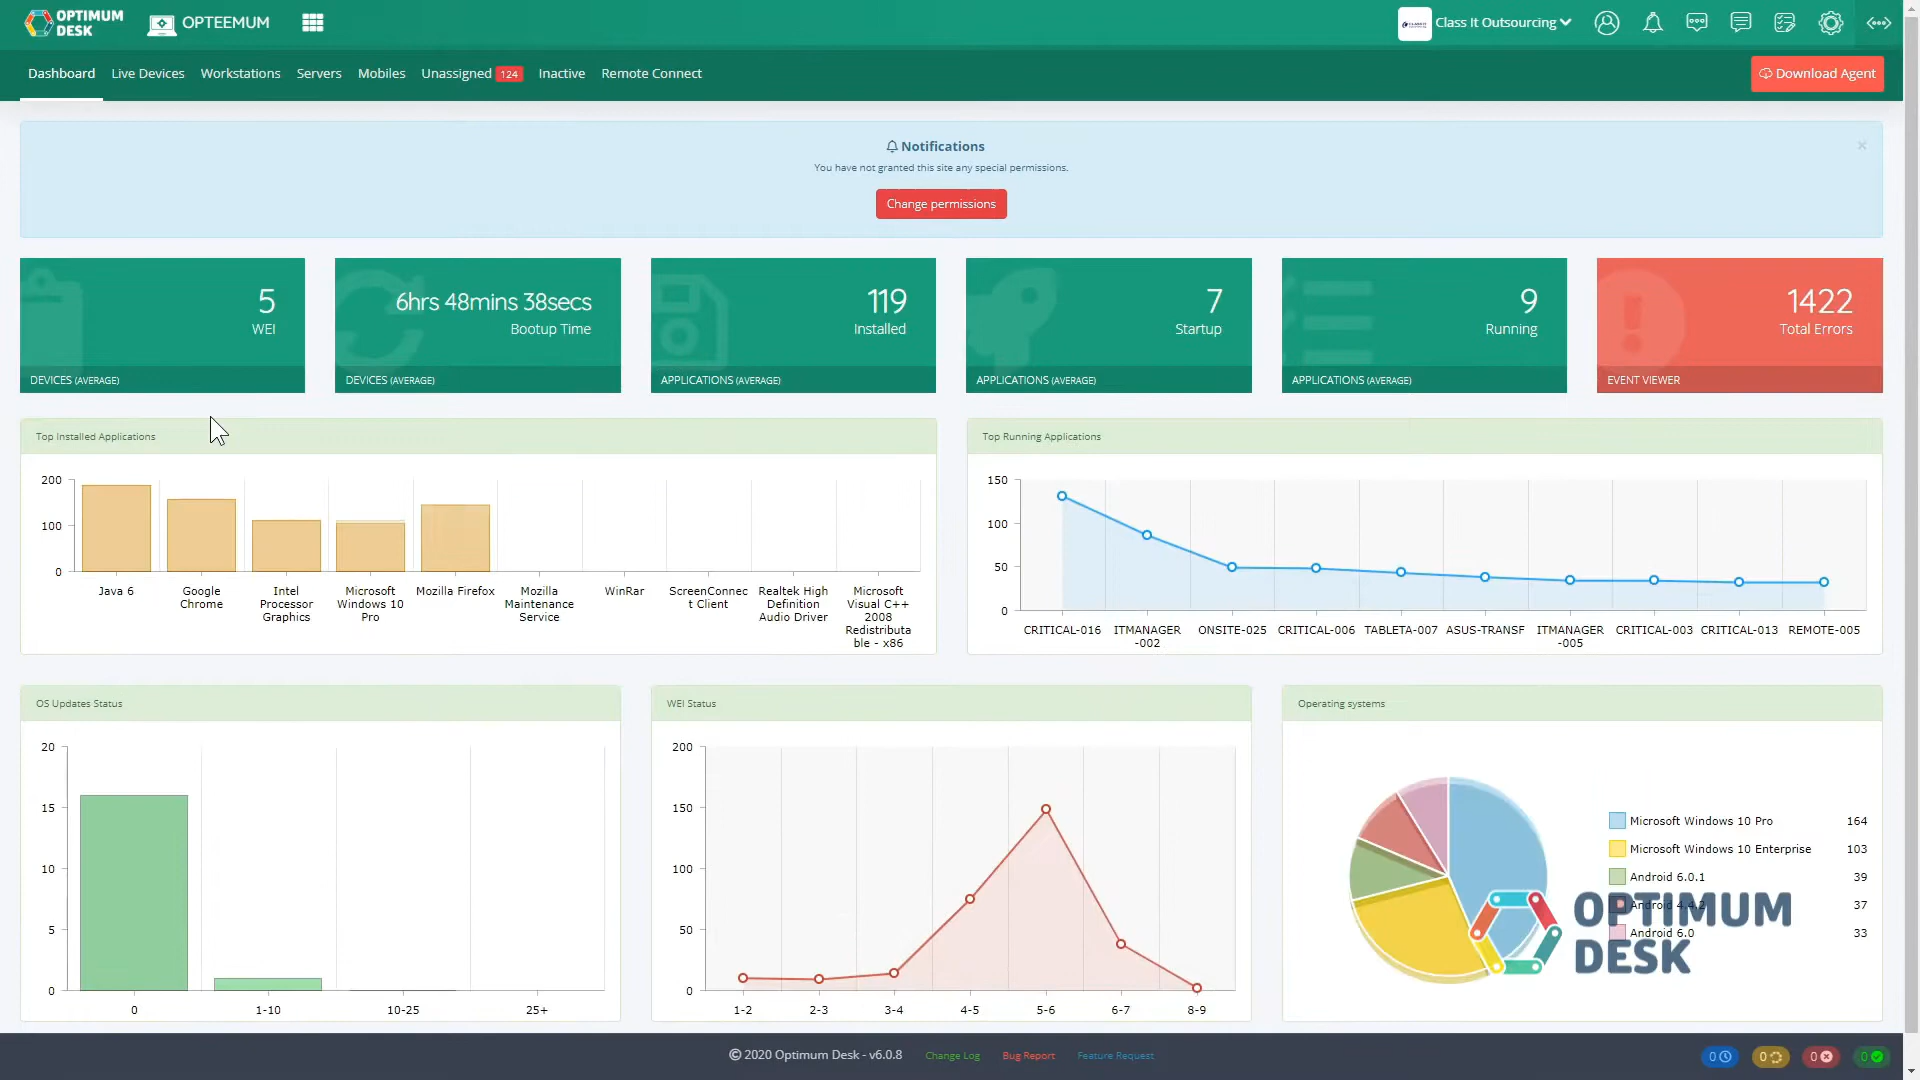 OPTIMUM
DESK
OPTEEMUM
Class It Outsourcing
Dashboard
Live Devices
Workstations
Servers
Mobiles
Unassigned 124
Inactive
Remote Connect
Download Agent
Notifications
You have not granted this site any special permissions.
Change permissions
5
WEI
DEVICES (AVERAGE)
6hrs 48mins 38secs
Bootup Time
DEVICES (AVERAGE)
119
Installed
APPLICATIONS (AVERAGE)
7
Startup
APPLICATIONS (AVERAGE)
9
Running
APPLICATIONS (AVERAGE)
1422
Total Errors
EVENT VIEWER
Top Installed Applications
200
100
0
Java 6
Google
Chrome
Intel
Processor
Graphics
Microsoft
Windows 10
Pro
Mozilla Firefox
Mozilla
Maintenance
Service
WinRar
ScreenConnec
t Client
Realtek High
Definition
Audio Driver
Microsoft
Visual C++
2008
Redistributa
ble - x86
Top Running Applications
150
100
50
0
CRITICAL-016
ITMANAGER
-002
ONSITE-025
CRITICAL-006
TABLETA-007
ASUS-TRANSF
ITMANAGER
-005
CRITICAL-003
CRITICAL-013
REMOTE-005
OS Updates Status
20
15
10
5
0
0
1-10
10-25
25+
WEI Status
200
150
100
50
0
1-2
2-3
3-4
4-5
5-6
6-7
8-9
Operating systems
Microsoft Windows 10 Pro 164
Microsoft Windows 10 Enterprise 103
Android 6.0.1 39
Android 4.4.2 37
Android 6.0 33
OPTIMUM
DESK
© 2020 Optimum Desk - v6.0.8
Change Log
Bug Report
Feature Request
0
0
0
0